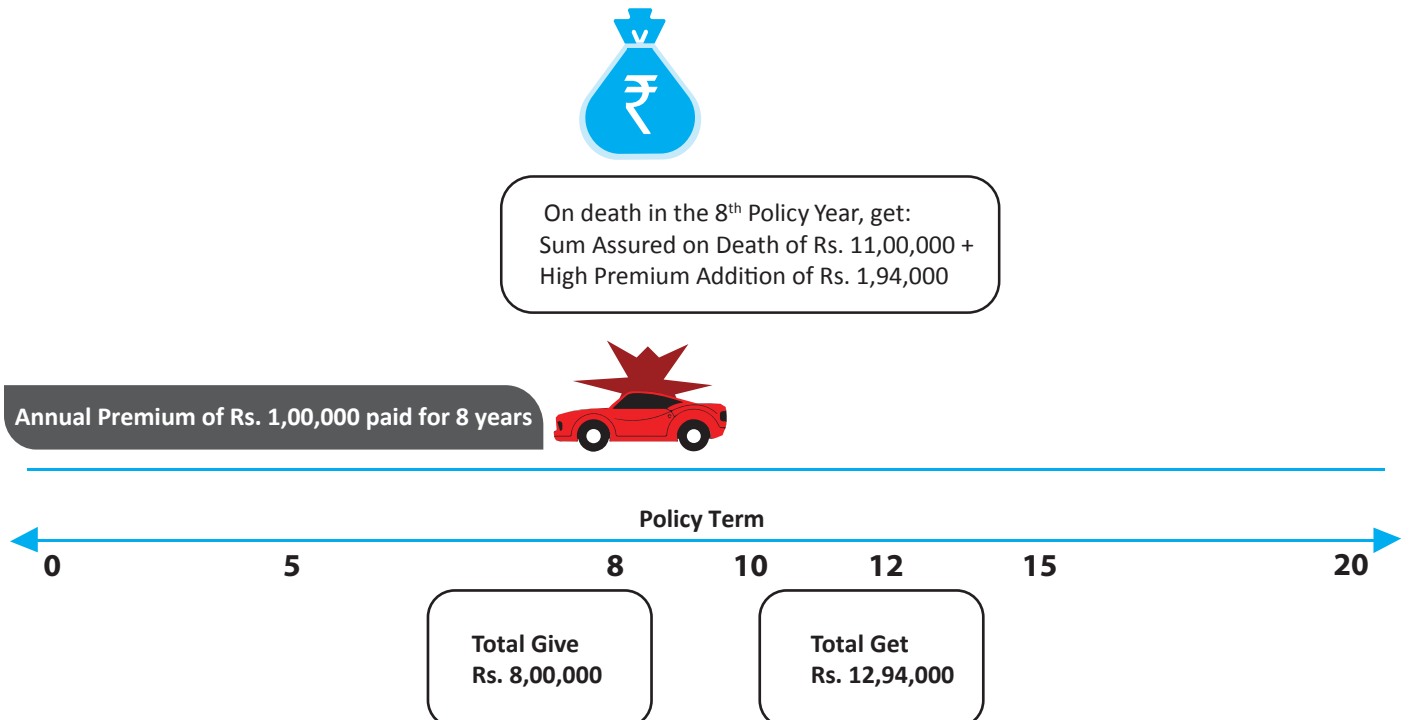 ₹
On death in the 8th Policy Year, get:
Sum Assured on Death of Rs. 11,00,000 +
High Premium Addition of Rs. 1,94,000
Annual Premium of Rs. 1,00,000 paid for 8 years
Policy Term
0 5 8 10 12 15 20
Total Give
Rs. 8,00,000
Total Get
Rs. 12,94,000